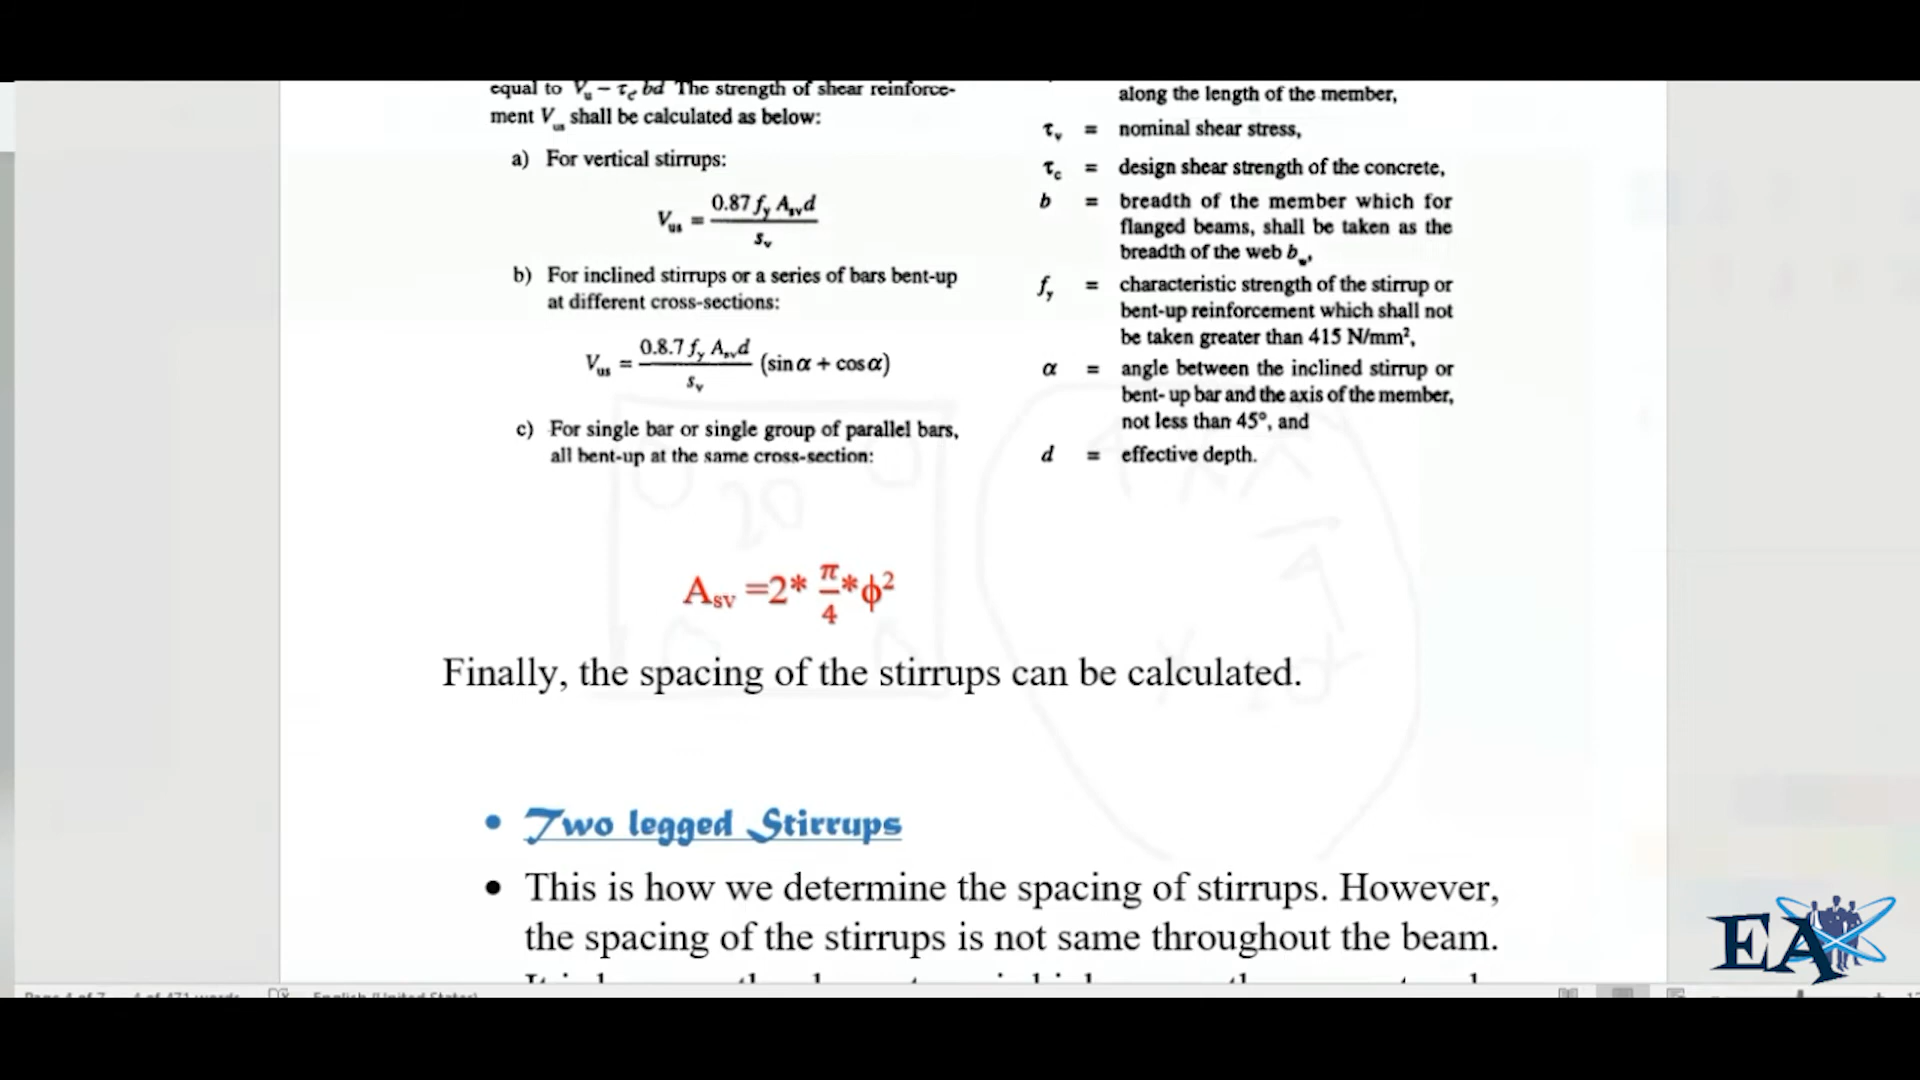 equal to Vᵤ – τ꜀ bd The strength of shear reinforce-
ment Vᵤₛ shall be calculated as below:
a) For vertical stirrups:
Vᵤₛ = 0.87 f_y A_sv d / s_v
b) For inclined stirrups or a series of bars bent-up
at different cross-sections:
Vᵤₛ = 0.8.7 f_y A_sv d / s_v (sin α + cos α)
c) For single bar or single group of parallel bars,
all bent-up at the same cross-section:
along the length of the member,
τ_v = nominal shear stress,
τ_c = design shear strength of the concrete,
b = breadth of the member which for
flanged beams, shall be taken as the
breadth of the web b_w,
f_y = characteristic strength of the stirrup or
bent-up reinforcement which shall not
be taken greater than 415 N/mm²,
α = angle between the inclined stirrup or
bent- up bar and the axis of the member,
not less than 45°, and
d = effective depth.
20
A_sv =2* π/4 *ϕ²
Finally, the spacing of the stirrups can be calculated.
• Two legged Stirrups
• This is how we determine the spacing of stirrups. However,
the spacing of the stirrups is not same throughout the beam.
EA